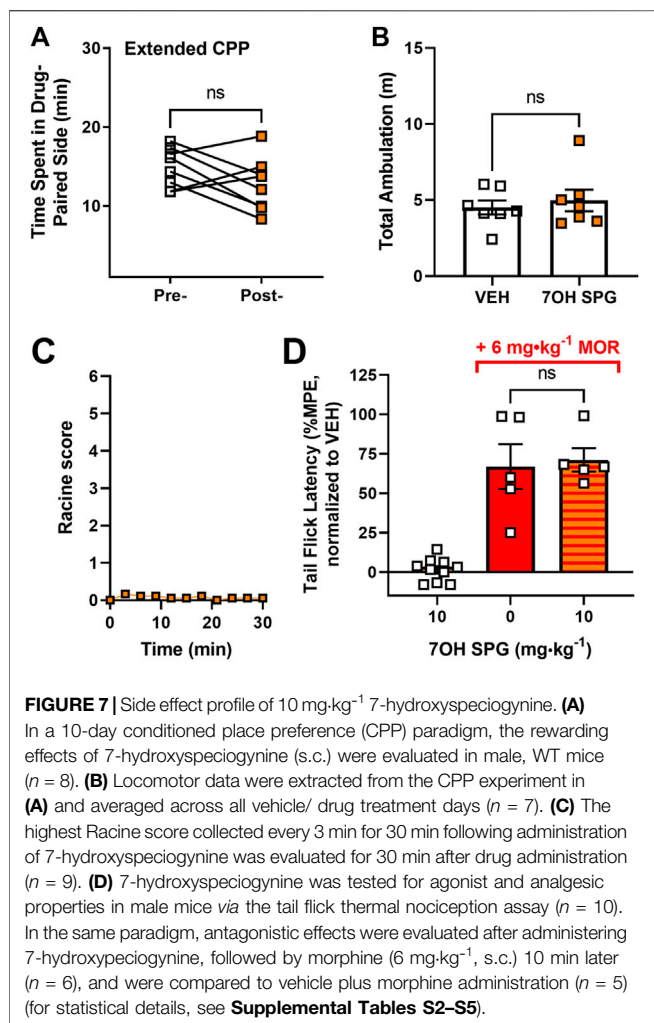 A
Extended CPP
Time Spent in Drug-
Paired Side (min)
30
20
10
ns
Pre-
Post-
B
Total Ambulation (m)
15
10
5
0
ns
VEH
7OH SPG
C
Racine score
6
5
4
3
2
1
0
0
10
20
30
Time (min)
D
+ 6 mg•kg⁻¹ MOR
ns
Tail Flick Latency (%MPE,
normalized to VEH)
125
100
75
50
25
0
10
0
10
7OH SPG (mg•kg⁻¹)
FIGURE 7 | Side effect profile of 10 mg·kg⁻¹ 7-hydroxyspeciogynine. (A)
In a 10-day conditioned place preference (CPP) paradigm, the rewarding
effects of 7-hydroxyspeciogynine (s.c.) were evaluated in male, WT mice
(n = 8). (B) Locomotor data were extracted from the CPP experiment in
(A) and averaged across all vehicle/ drug treatment days (n = 7). (C) The
highest Racine score collected every 3 min for 30 min following administration
of 7-hydroxyspeciogynine was evaluated for 30 min after drug administration
(n = 9). (D) 7-hydroxyspeciogynine was tested for agonist and analgesic
properties in male mice via the tail flick thermal nociception assay (n = 10).
In the same paradigm, antagonistic effects were evaluated after administering
7-hydroxypeciogynine, followed by morphine (6 mg·kg⁻¹, s.c.) 10 min later
(n = 6), and were compared to vehicle plus morphine administration (n = 5)
(for statistical details, see Supplemental Tables S2–S5).